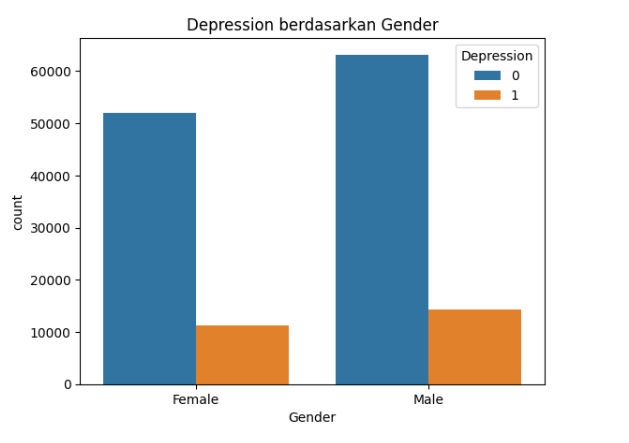 Depression berdasarkan Gender
Depression
0
1
60000
50000
40000
30000
20000
10000
0
count
Female
Male
Gender